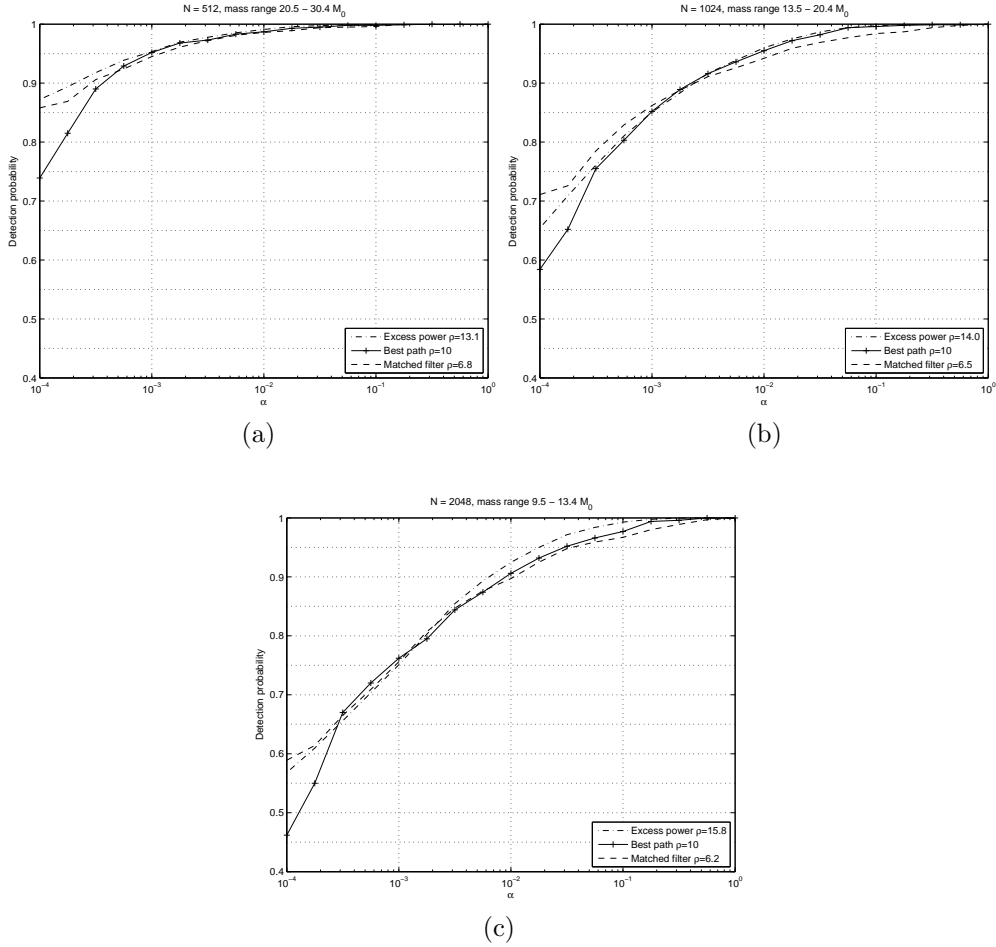 N = 512, mass range 20.5 − 30.4 M0
1
0.9
0.8
0.7
0.6
0.5
0.4
Detection probability
10−4
10−3
10−2
10−1
100
α
Excess power ρ=13.1
Best path ρ=10
Matched filter ρ=6.8
(a)
N = 1024, mass range 13.5 − 20.4 M0
1
0.9
0.8
0.7
0.6
0.5
0.4
Detection probability
10−4
10−3
10−2
10−1
100
α
Excess power ρ=14.0
Best path ρ=10
Matched filter ρ=6.5
(b)
N = 2048, mass range 9.5 − 13.4 M0
1
0.9
0.8
0.7
0.6
0.5
0.4
Detection probability
10−4
10−3
10−2
10−1
100
α
Excess power ρ=15.8
Best path ρ=10
Matched filter ρ=6.2
(c)